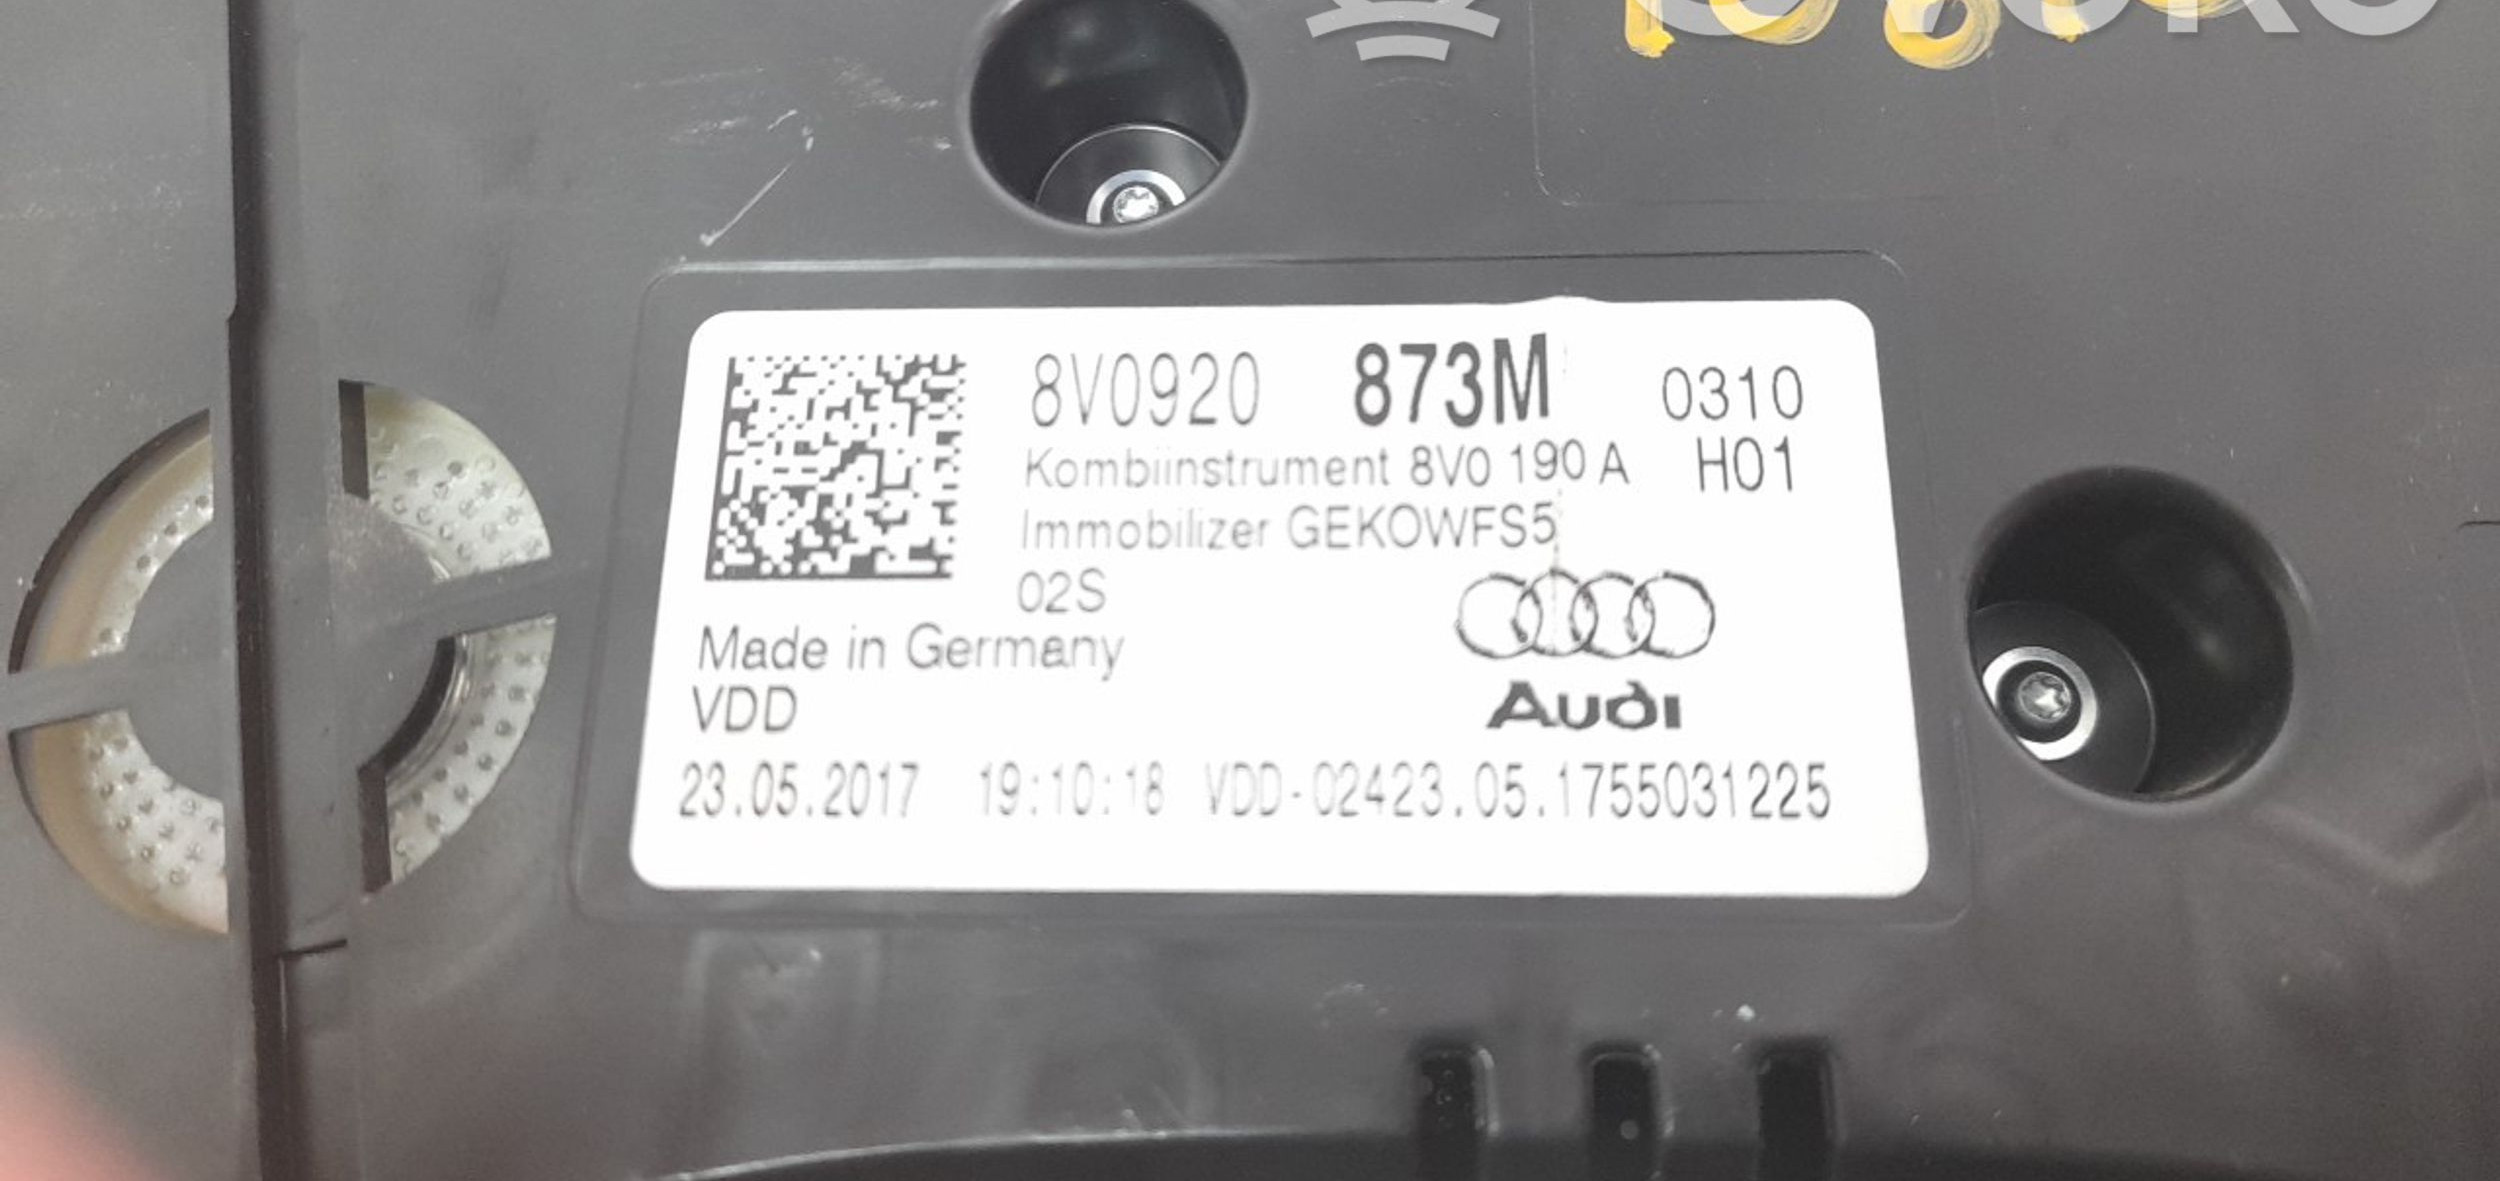 8V0920 873M 0310
Kombiinstrument 8V0 190 A H01
Immobilizer GEKOWFS5
02S
Made in Germany
VDD
Audi
23.05.2017 19:10:18 VDD-02423.05.1755031225